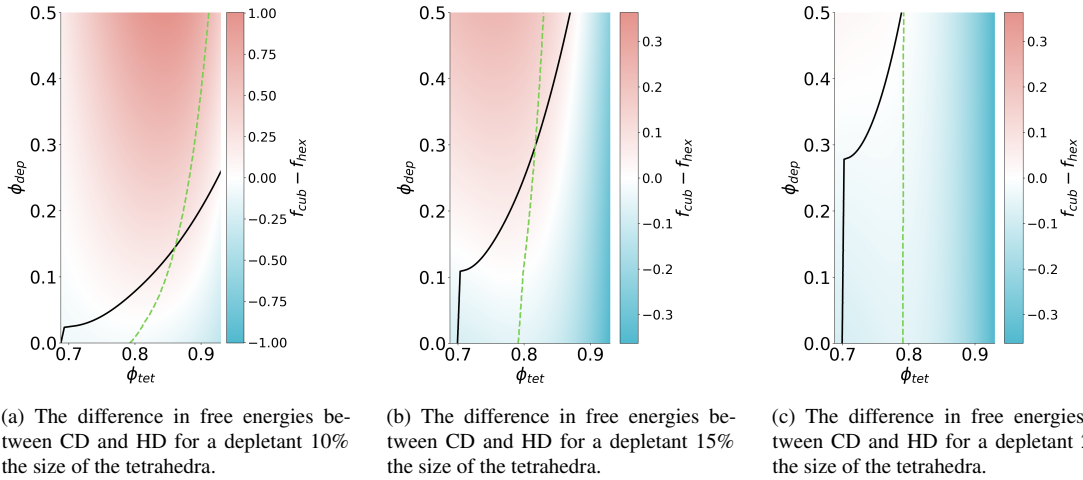 0.5
0.4
0.3
0.2
0.1
0.0
0.7 0.8 0.9
ϕdep
ϕtet
1.00
0.75
0.50
0.25
0.00
−0.25
−0.50
−0.75
−1.00
fcub − fhex
(a) The difference in free energies be-
tween CD and HD for a depletant 10%
the size of the tetrahedra.
0.5
0.4
0.3
0.2
0.1
0.0
0.7 0.8 0.9
ϕdep
ϕtet
0.3
0.2
0.1
0.0
−0.1
−0.2
−0.3
fcub − fhex
(b) The difference in free energies be-
tween CD and HD for a depletant 15%
the size of the tetrahedra.
0.5
0.4
0.3
0.2
0.1
0.0
0.7 0.8 0.9
ϕdep
ϕtet
0.3
0.2
0.1
0.0
−0.1
−0.2
−0.3
fcub − fhex
(c) The difference in free energies
tween CD and HD for a depletant
the size of the tetrahedra.